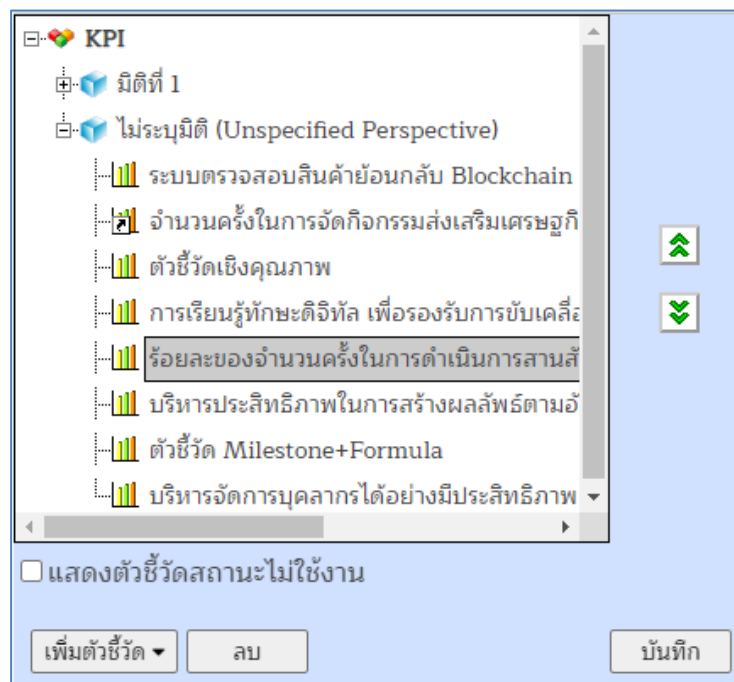 KPI
มิติที่ 1
ไม่ระบุมิติ (Unspecified Perspective)
ระบบตรวจสอบสินค้าย้อนกลับ Blockchain
จำนวนครั้งในการจัดกิจกรรมส่งเสริมเศรษฐกิ
ตัวชี้วัดเชิงคุณภาพ
การเรียนรู้ทักษะดิจิทัล เพื่อรองรับการขับเคลื่อ
ร้อยละของจำนวนครั้งในการดำเนินการสานสั
บริหารประสิทธิภาพในการสร้างผลลัพธ์ตามอั
ตัวชี้วัด Milestone+Formula
บริหารจัดการบุคลากรได้อย่างมีประสิทธิภาพ
แสดงตัวชี้วัดสถานะไม่ใช้งาน
เพิ่มตัวชี้วัด ลบ บันทึก